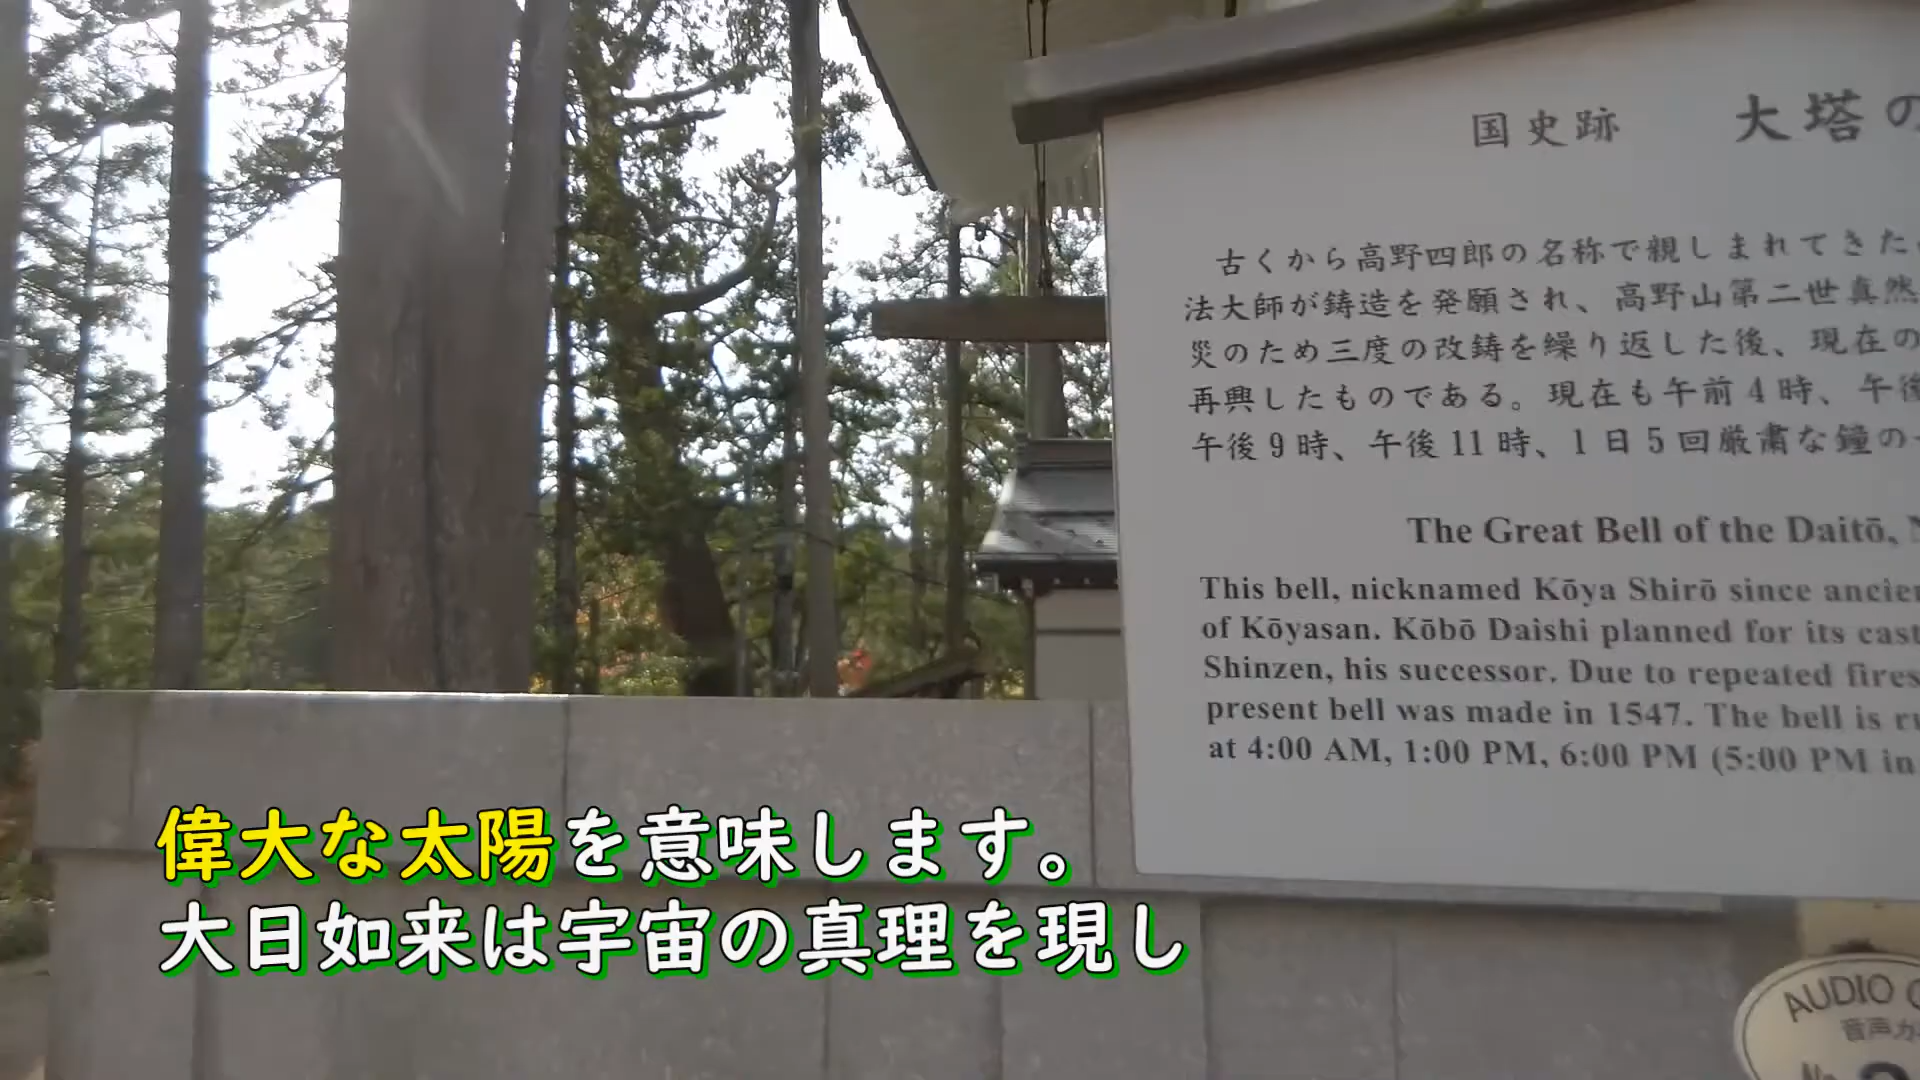 国史跡　大塔の
古くから高野四郎の名称で親しまれてきた
法大師が鋳造を発願され、高野山第二世真然
災のため三度の改鋳を繰り返した後、現在の
再興したものである。現在も午前4時、午後
午後9時、午後11時、1日5回厳粛な鐘の
The Great Bell of the Daitō,
This bell, nicknamed Kōya Shirō since ancien
of Kōyasan. Kōbō Daishi planned for its cast
Shinzen, his successor. Due to repeated fires
present bell was made in 1547. The bell is ru
at 4:00 AM, 1:00 PM, 6:00 PM (5:00 PM in
偉大な太陽を意味します。
大日如来は宇宙の真理を現し
AUDIO
音声ガ
No.